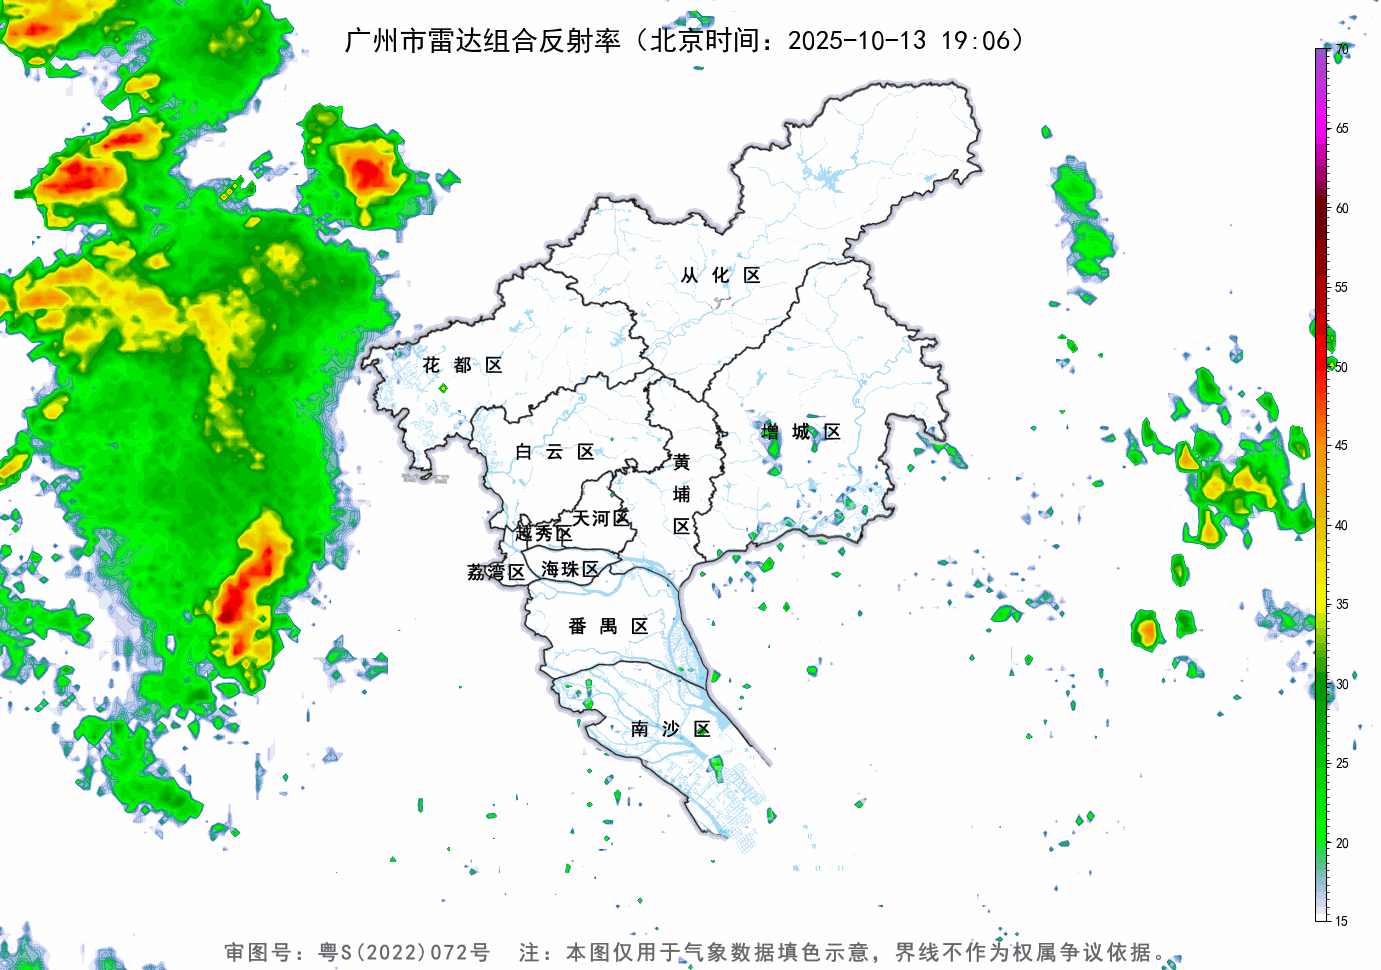 广州市雷达组合反射率（北京时间：2025-10-13 19:06）
70
65
60
55
50
45
40
35
30
25
20
15
从化区
花都区
增城区
白云区
黄埔区
天河区
越秀区
荔湾区
海珠区
番禺区
南沙区
审图号：粤S(2022)072号 注：本图仅用于气象数据填色示意，界线不作为权属争议依据。